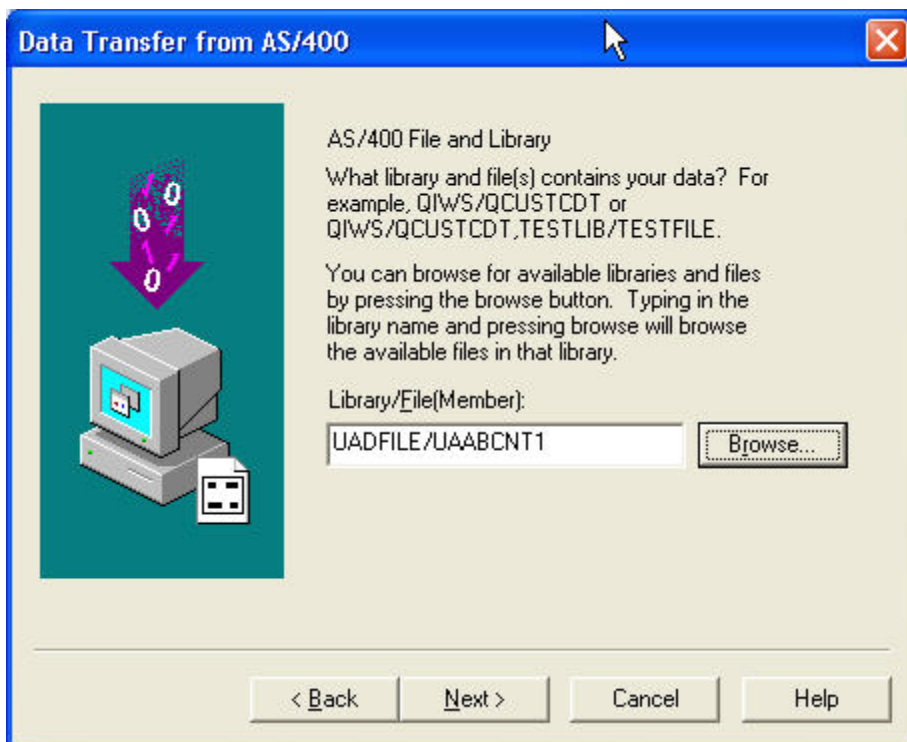 Data Transfer from AS/400
AS/400 File and Library
What library and file(s) contains your data? For
example, QIWS/QCUSTCDT or
QIWS/QCUSTCDT,TESTLIB/TESTFILE.
You can browse for available libraries and files
by pressing the browse button. Typing in the
library name and pressing browse will browse
the available files in that library.
Library/File(Member):
UADFILE/UAABCNT1
Browse...
< Back
Next >
Cancel
Help